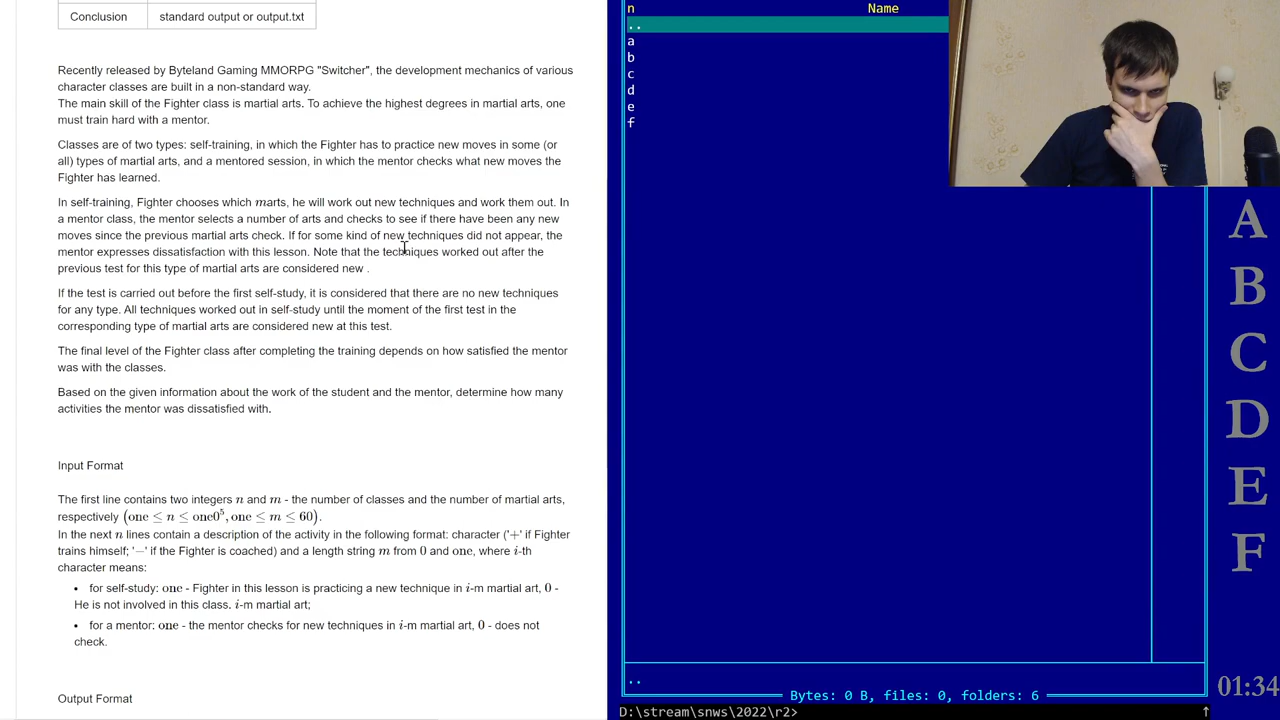 Conclusion standard output or output.txt
Recently released by Byteland Gaming MMORPG "Switcher", the development mechanics of various
character classes are built in a non-standard way.
The main skill of the Fighter class is martial arts. To achieve the highest degrees in martial arts, one
must train hard with a mentor.
Classes are of two types: self-training, in which the Fighter has to practice new moves in some (or
all) types of martial arts, and a mentored session, in which the mentor checks what new moves the
Fighter has learned.
In self-training, Fighter chooses which marts, he will work out new techniques and work them out. In
a mentor class, the mentor selects a number of arts and checks to see if there have been any new
moves since the previous martial arts check. If for some kind of new techniques did not appear, the
mentor expresses dissatisfaction with this lesson. Note that the techniques worked out after the
previous test for this type of martial arts are considered new .
If the test is carried out before the first self-study, it is considered that there are no new techniques
for any type. All techniques worked out in self-study until the moment of the first test in the
corresponding type of martial arts are considered new at this test.
The final level of the Fighter class after completing the training depends on how satisfied the mentor
was with the classes.
Based on the given information about the work of the student and the mentor, determine how many
activities the mentor was dissatisfied with.
Input Format
The first line contains two integers n and m - the number of classes and the number of martial arts,
respectively (one ≤ n ≤ one0⁵, one ≤ m ≤ 60).
In the next n lines contain a description of the activity in the following format: character ('+' if Fighter
trains himself; '−' if the Fighter is coached) and a length string m from 0 and one, where i-th
character means:
• for self-study: one - Fighter in this lesson is practicing a new technique in i-m martial art, 0 -
He is not involved in this class. i-m martial art;
• for a mentor: one - the mentor checks for new techniques in i-m martial art, 0 - does not
check.
Output Format
n Name
..
a
b
c
d
e
f
..
Bytes: 0 B, files: 0, folders: 6
D:\stream\snws\2022\r2>
A
B
C
D
E
F
01:34